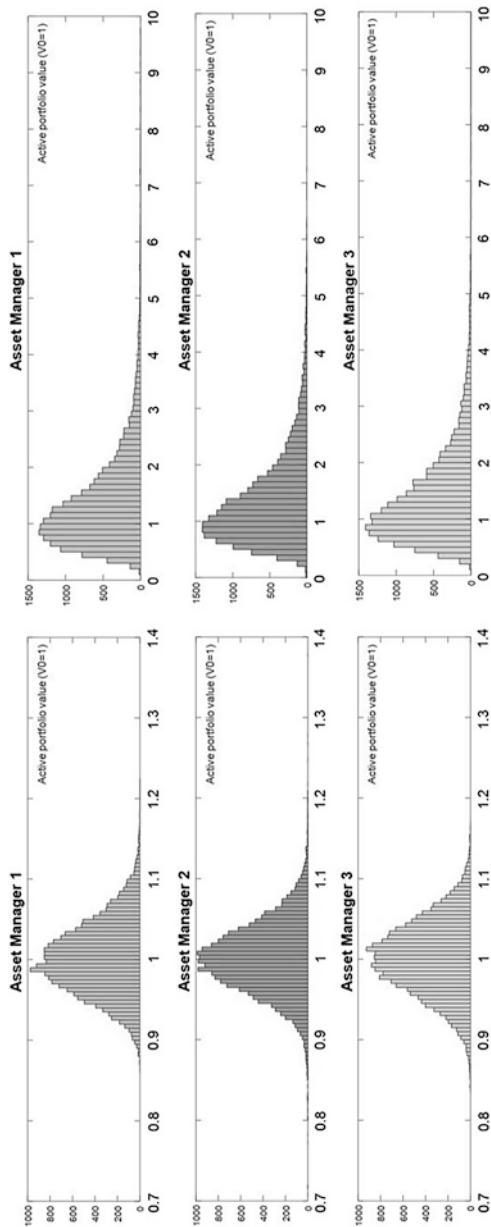 Asset Manager 1
1000
800
600
400
200
0
Active portfolio value (V0=1)
0.7 0.8 0.9 1 1.1 1.2 1.3 1.4
Asset Manager 1
1500
1000
500
0
Active portfolio value (V0=1)
0 1 2 3 4 5 6 7 8 9 10
Asset Manager 2
1000
800
600
400
200
0
Active portfolio value (V0=1)
0.7 0.8 0.9 1 1.1 1.2 1.3 1.4
Asset Manager 2
1500
1000
500
0
Active portfolio value (V0=1)
0 1 2 3 4 5 6 7 8 9 10
Asset Manager 3
1000
800
600
400
200
0
Active portfolio value (V0=1)
0.7 0.8 0.9 1 1.1 1.2 1.3 1.4
Asset Manager 3
1500
1000
500
0
Active portfolio value (V0=1)
0 1 2 3 4 5 6 7 8 9 10